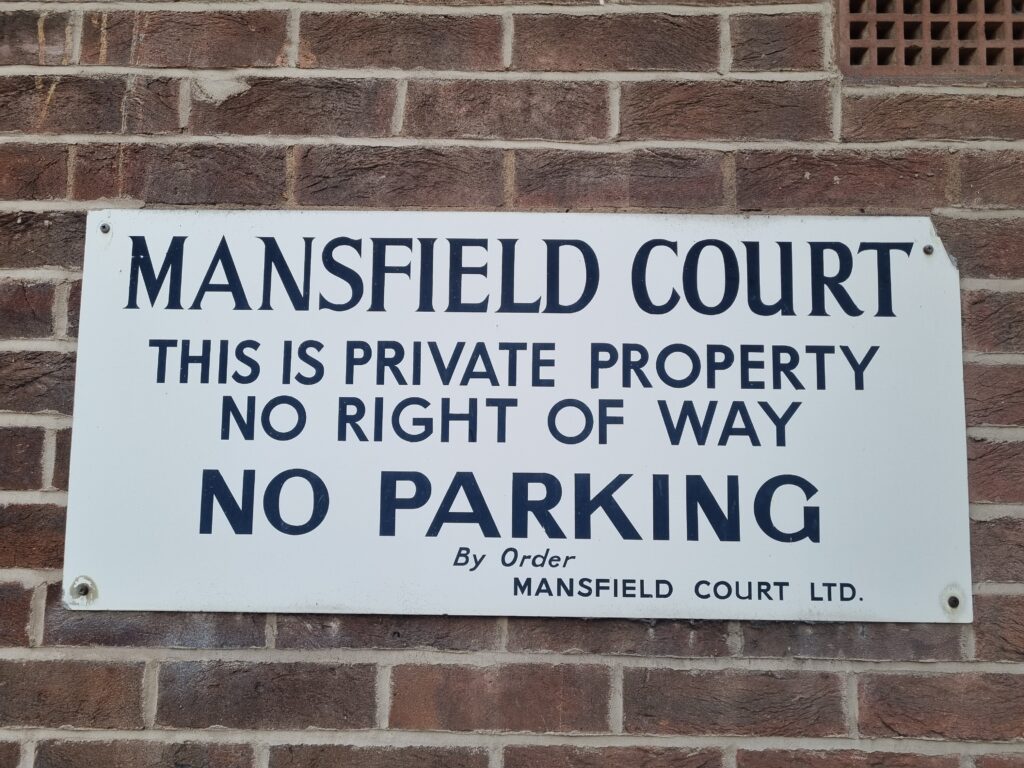 MANSFIELD COURT
THIS IS PRIVATE PROPERTY
NO RIGHT OF WAY
NO PARKING
By Order
MANSFIELD COURT LTD.